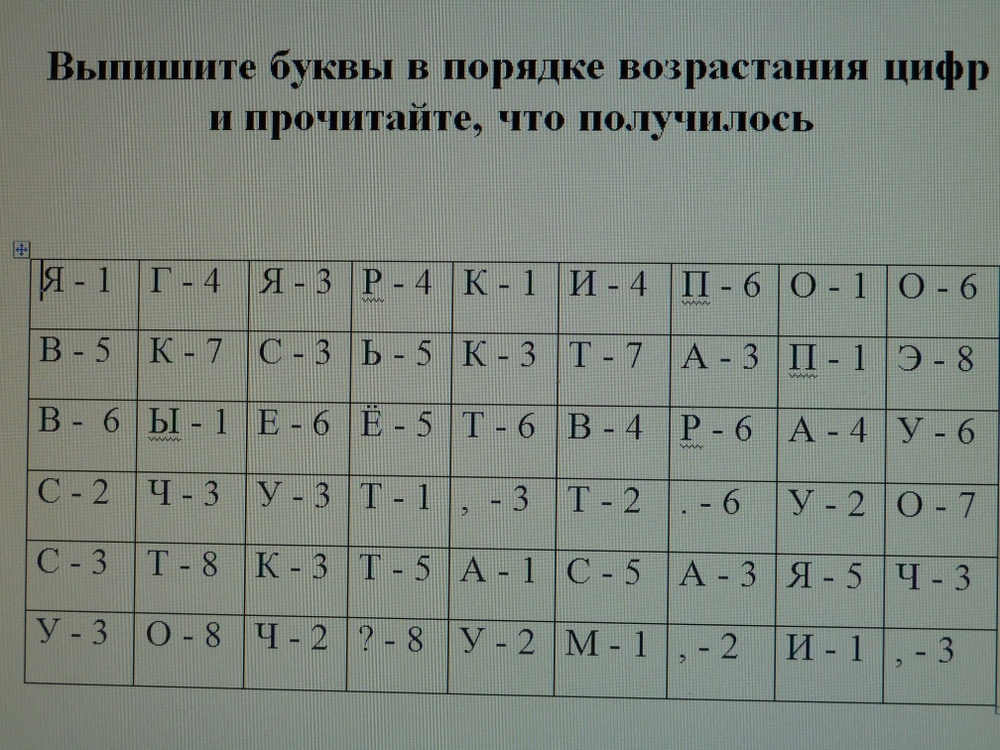 Выпишите буквы в порядке возрастания цифр
и прочитайте, что получилось
Я - 1 Г - 4 Я - 3 Р - 4 К - 1 И - 4 П - 6 О - 1 О - 6
В - 5 К - 7 С - 3 Ь - 5 К - 3 Т - 7 А - 3 П - 1 Э - 8
В - 6 Ы - 1 Е - 6 Ё - 5 Т - 6 В - 4 Р - 6 А - 4 У - 6
С - 2 Ч - 3 У - 3 Т - 1 , - 3 Т - 2 . - 6 У - 2 О - 7
С - 3 Т - 8 К - 3 Т - 5 А - 1 С - 5 А - 3 Я - 5 Ч - 3
У - 3 О - 8 Ч - 2 ? - 8 У - 2 М - 1 , - 2 И - 1 , - 3